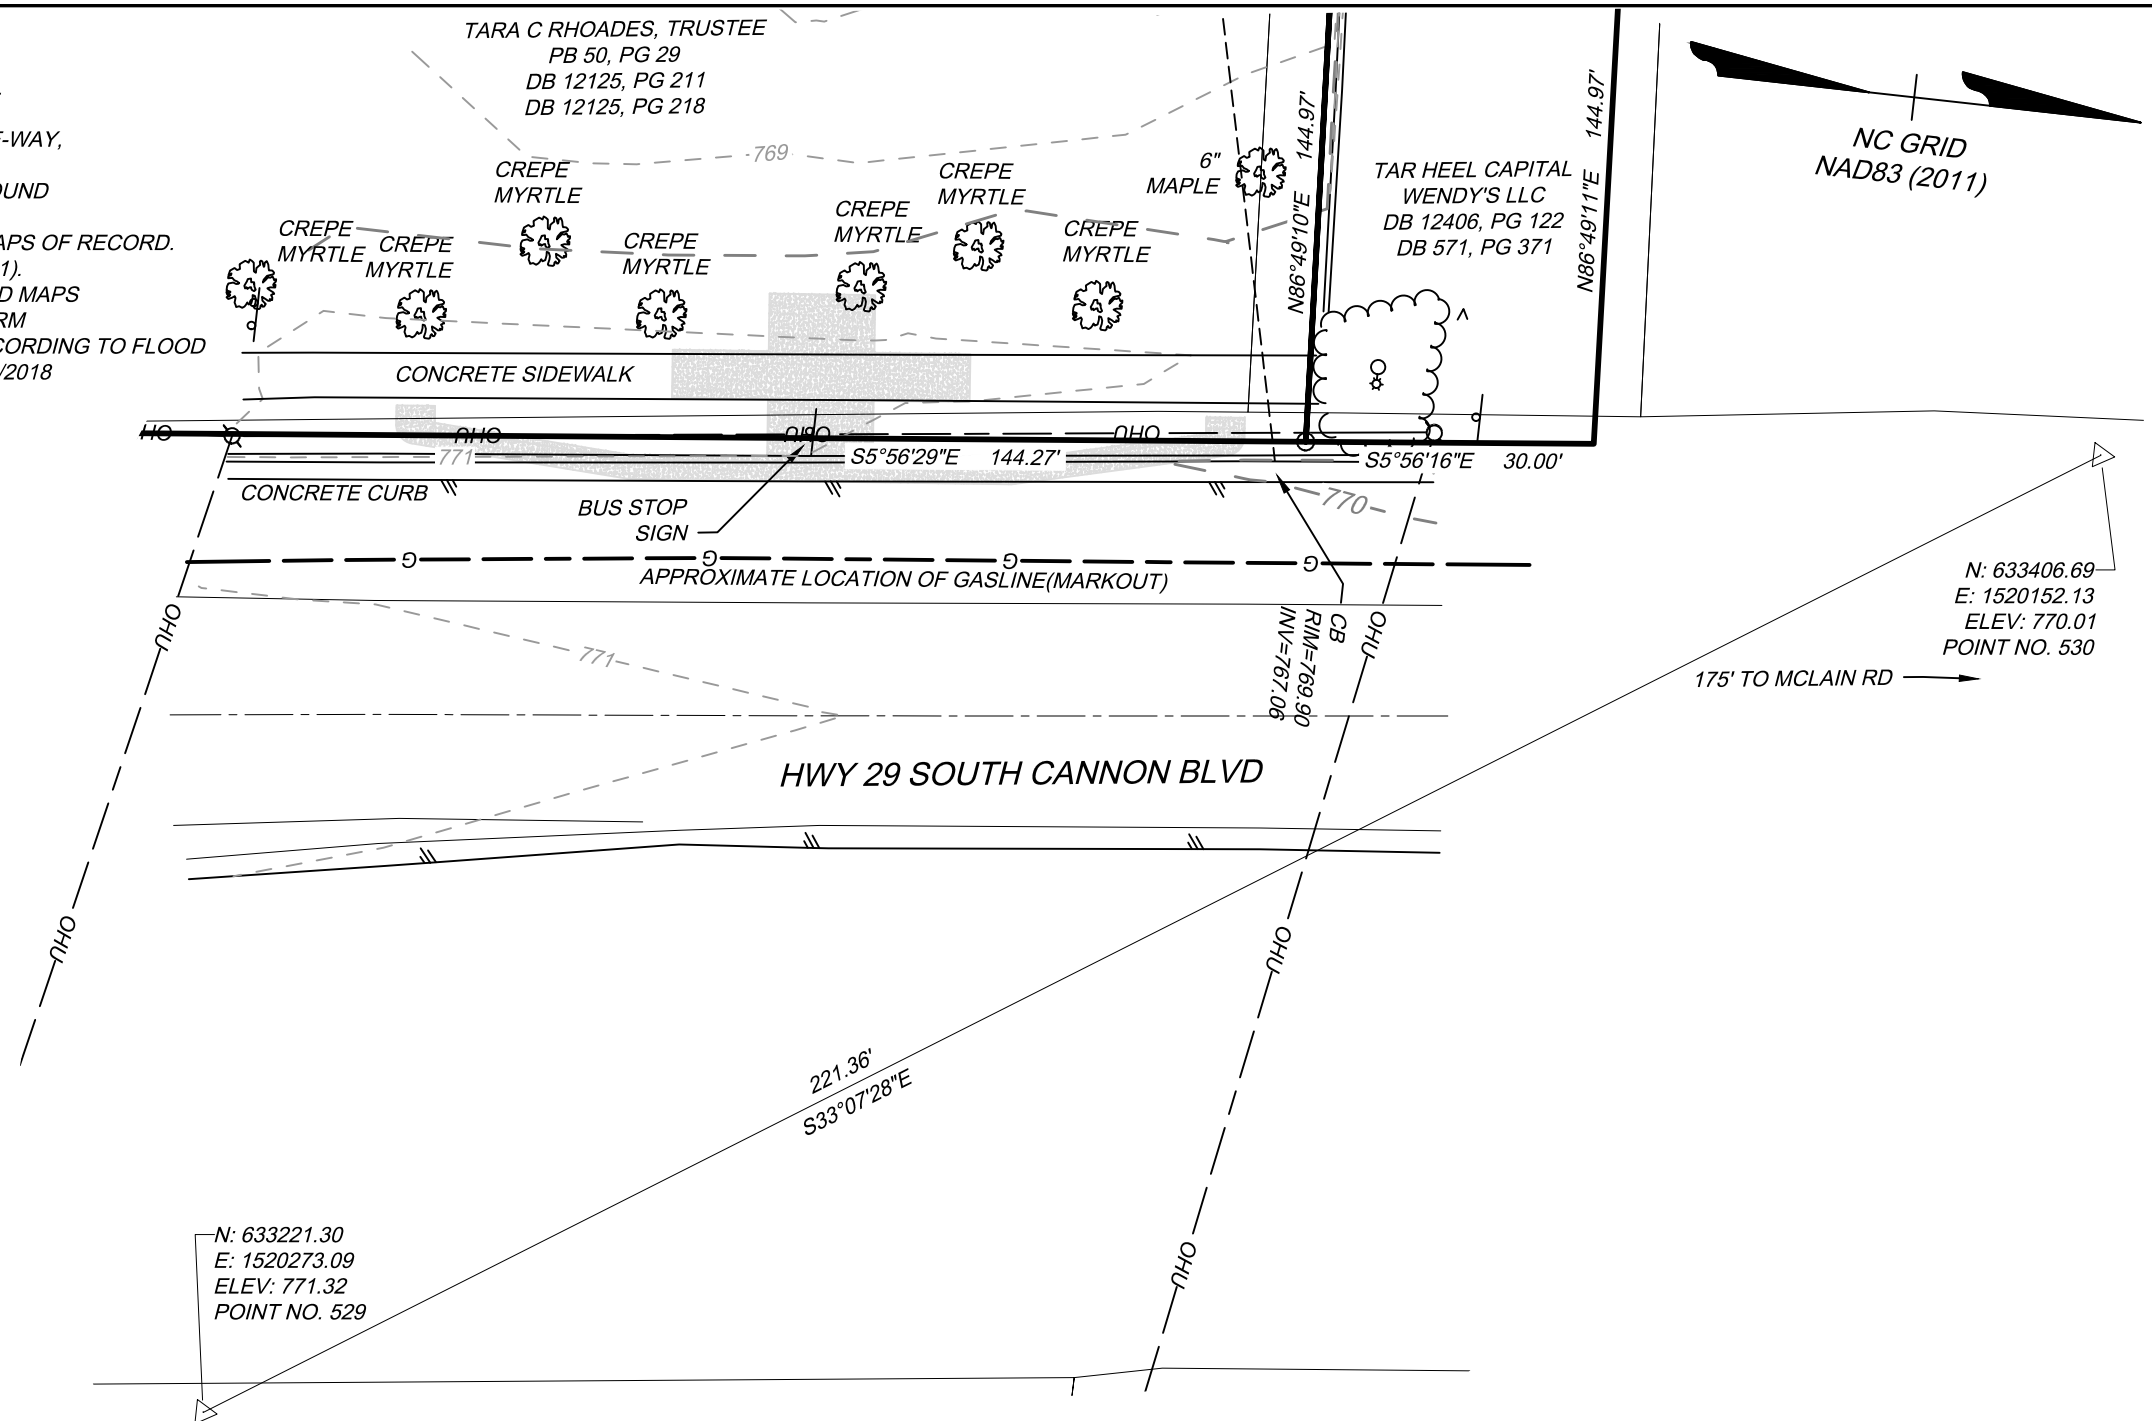 TARA C RHOADES, TRUSTEE
PB 50, PG 29
DB 12125, PG 211
DB 12125, PG 218
-WAY,
OUND
APS OF RECORD.
1).
D MAPS
RM
CORDING TO FLOOD
/2018
769
CREPE
MYRTLE
CREPE
MYRTLE
CREPE
MYRTLE
CREPE
MYRTLE
CREPE
MYRTLE
CREPE
MYRTLE
CREPE
MYRTLE
6"
MAPLE
N86°49'10"E 144.97'
TAR HEEL CAPITAL
WENDY'S LLC
DB 12406, PG 122
DB 571, PG 371
N86°49'11"E 144.97'
NC GRID
NAD83 (2011)
CONCRETE SIDEWALK
OHU
OHU
OHU
771
S5°56'29"E 144.27'
S5°56'16"E 30.00'
CONCRETE CURB
BUS STOP
SIGN
770
G
G
G
G
APPROXIMATE LOCATION OF GASLINE(MARKOUT)
CB
RIM=769.90
INV=767.06
OHU
OHU
771
N: 633406.69
E: 1520152.13
ELEV: 770.01
POINT NO. 530
175' TO MCLAIN RD
HWY 29 SOUTH CANNON BLVD
OHU
OHU
221.36'
S33°07'28"E
N: 633221.30
E: 1520273.09
ELEV: 771.32
POINT NO. 529
OHU